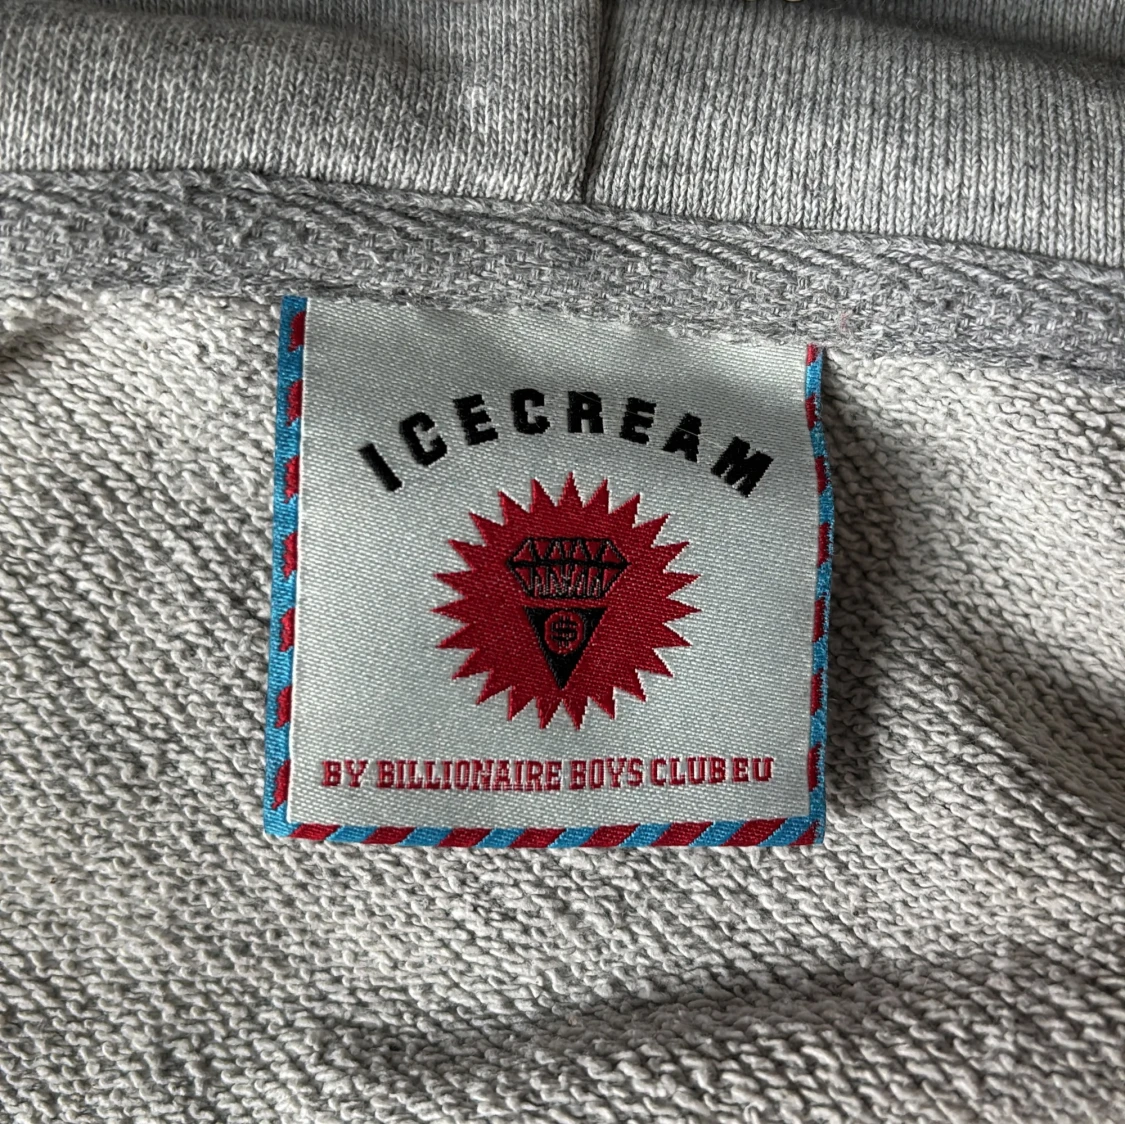 ICECREAM
$
BY BILLIONAIRE BOYS CLUB EU